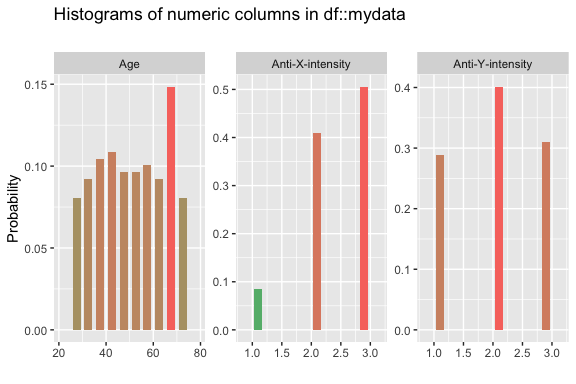 Histograms of numeric columns in df::mydata
Age
Anti-X-intensity
Anti-Y-intensity
Probability
0.15
0.10
0.05
0.00
20 40 60 80
0.5
0.4
0.3
0.2
0.1
0.0
1.0 1.5 2.0 2.5 3.0
0.4
0.3
0.2
0.1
0.0
1.0 1.5 2.0 2.5 3.0